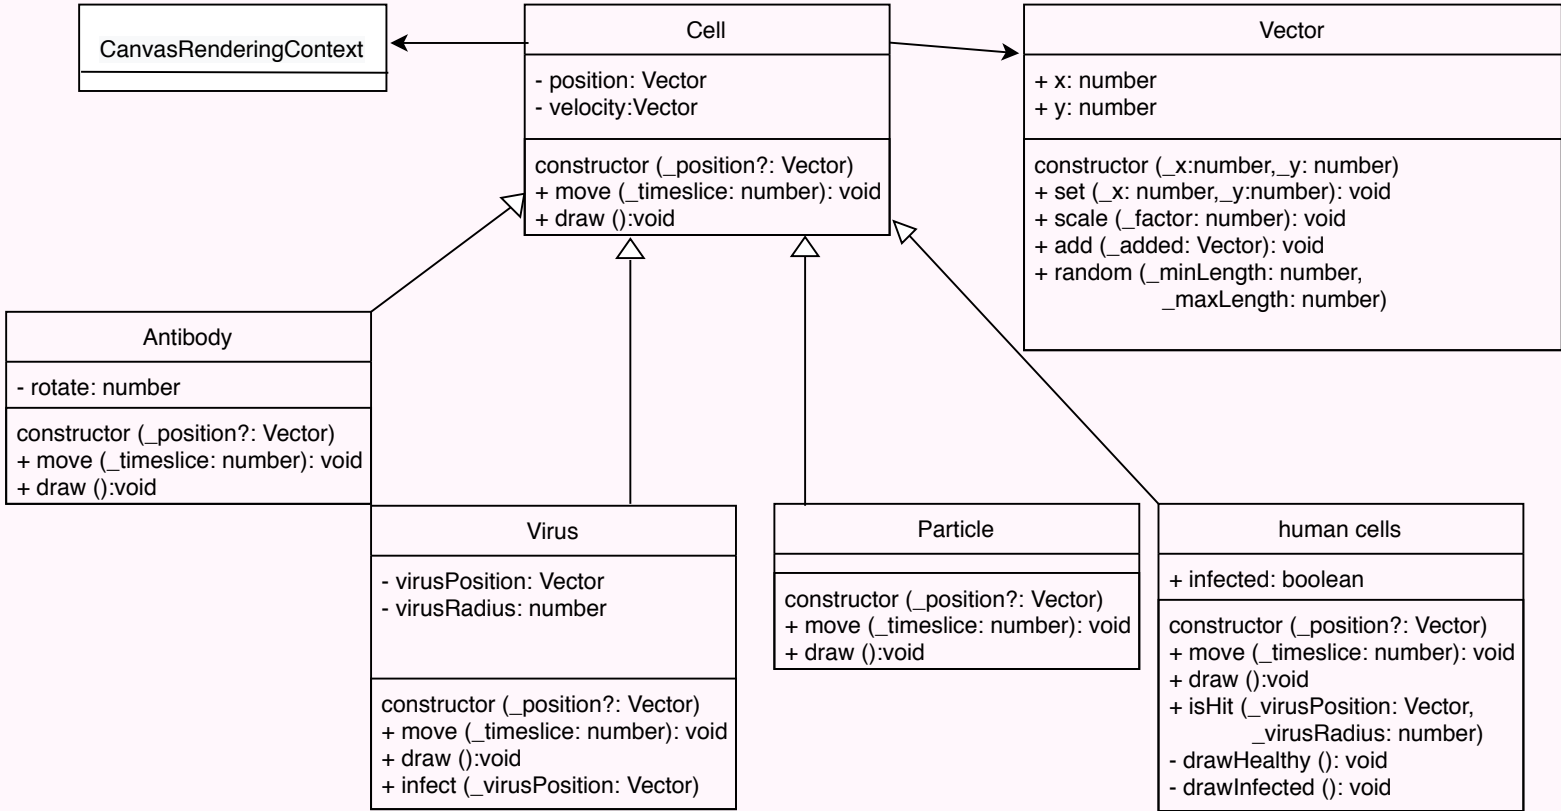 CanvasRenderingContext
Cell
- position: Vector
- velocity:Vector
constructor (_position?: Vector)
+ move (_timeslice: number): void
+ draw ():void
Vector
+ x: number
+ y: number
constructor (_x:number,_y: number)
+ set (_x: number,_y:number): void
+ scale (_factor: number): void
+ add (_added: Vector): void
+ random (_minLength: number,
_maxLength: number)
Antibody
- rotate: number
constructor (_position?: Vector)
+ move (_timeslice: number): void
+ draw ():void
Virus
- virusPosition: Vector
- virusRadius: number
constructor (_position?: Vector)
+ move (_timeslice: number): void
+ draw ():void
+ infect (_virusPosition: Vector)
Particle
constructor (_position?: Vector)
+ move (_timeslice: number): void
+ draw ():void
human cells
+ infected: boolean
constructor (_position?: Vector)
+ move (_timeslice: number): void
+ draw ():void
+ isHit (_virusPosition: Vector,
_virusRadius: number)
- drawHealthy (): void
- drawInfected (): void